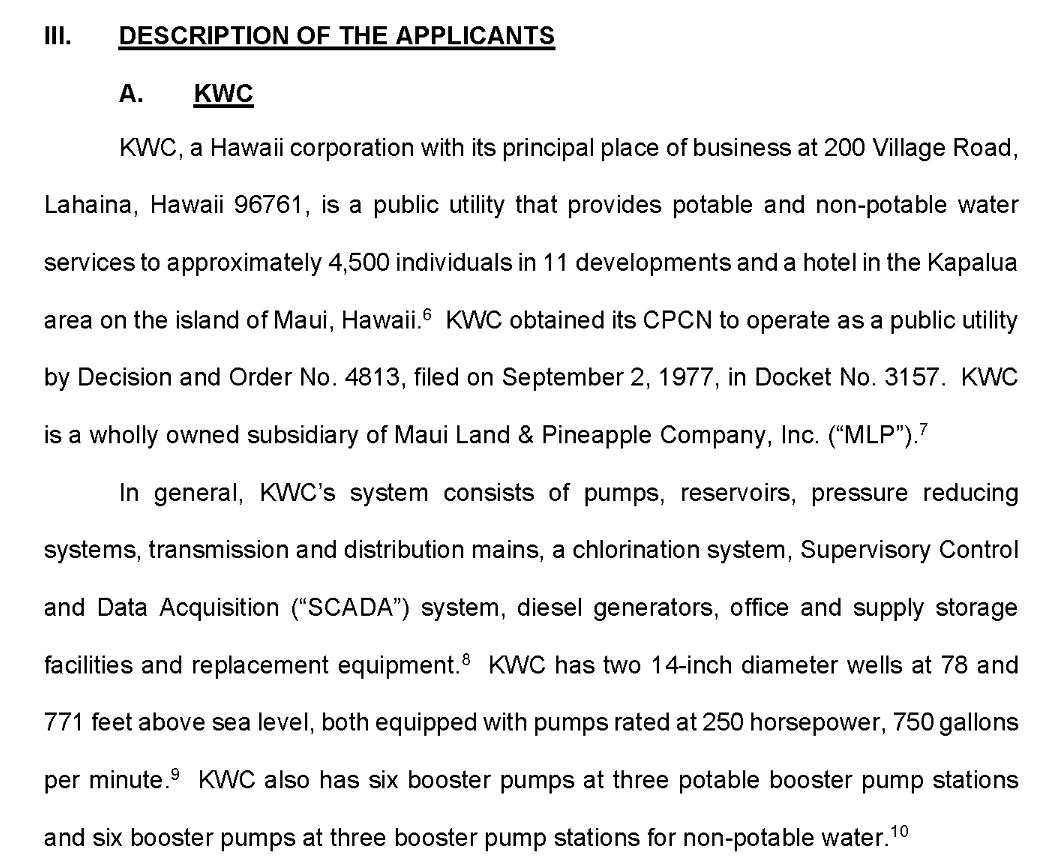 III. DESCRIPTION OF THE APPLICANTS
A. KWC
KWC, a Hawaii corporation with its principal place of business at 200 Village Road,
Lahaina, Hawaii 96761, is a public utility that provides potable and non-potable water
services to approximately 4,500 individuals in 11 developments and a hotel in the Kapalua
area on the island of Maui, Hawaii.⁶ KWC obtained its CPCN to operate as a public utility
by Decision and Order No. 4813, filed on September 2, 1977, in Docket No. 3157. KWC
is a wholly owned subsidiary of Maui Land & Pineapple Company, Inc. (“MLP”).⁷
In general, KWC’s system consists of pumps, reservoirs, pressure reducing
systems, transmission and distribution mains, a chlorination system, Supervisory Control
and Data Acquisition (“SCADA”) system, diesel generators, office and supply storage
facilities and replacement equipment.⁸ KWC has two 14-inch diameter wells at 78 and
771 feet above sea level, both equipped with pumps rated at 250 horsepower, 750 gallons
per minute.⁹ KWC also has six booster pumps at three potable booster pump stations
and six booster pumps at three booster pump stations for non-potable water.¹⁰